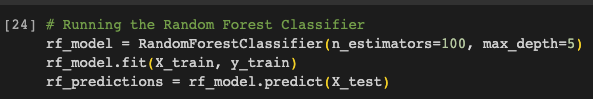 [24] # Running the Random Forest Classifier
rf_model = RandomForestClassifier(n_estimators=100, max_depth=5)
rf_model.fit(X_train, y_train)
rf_predictions = rf_model.predict(X_test)